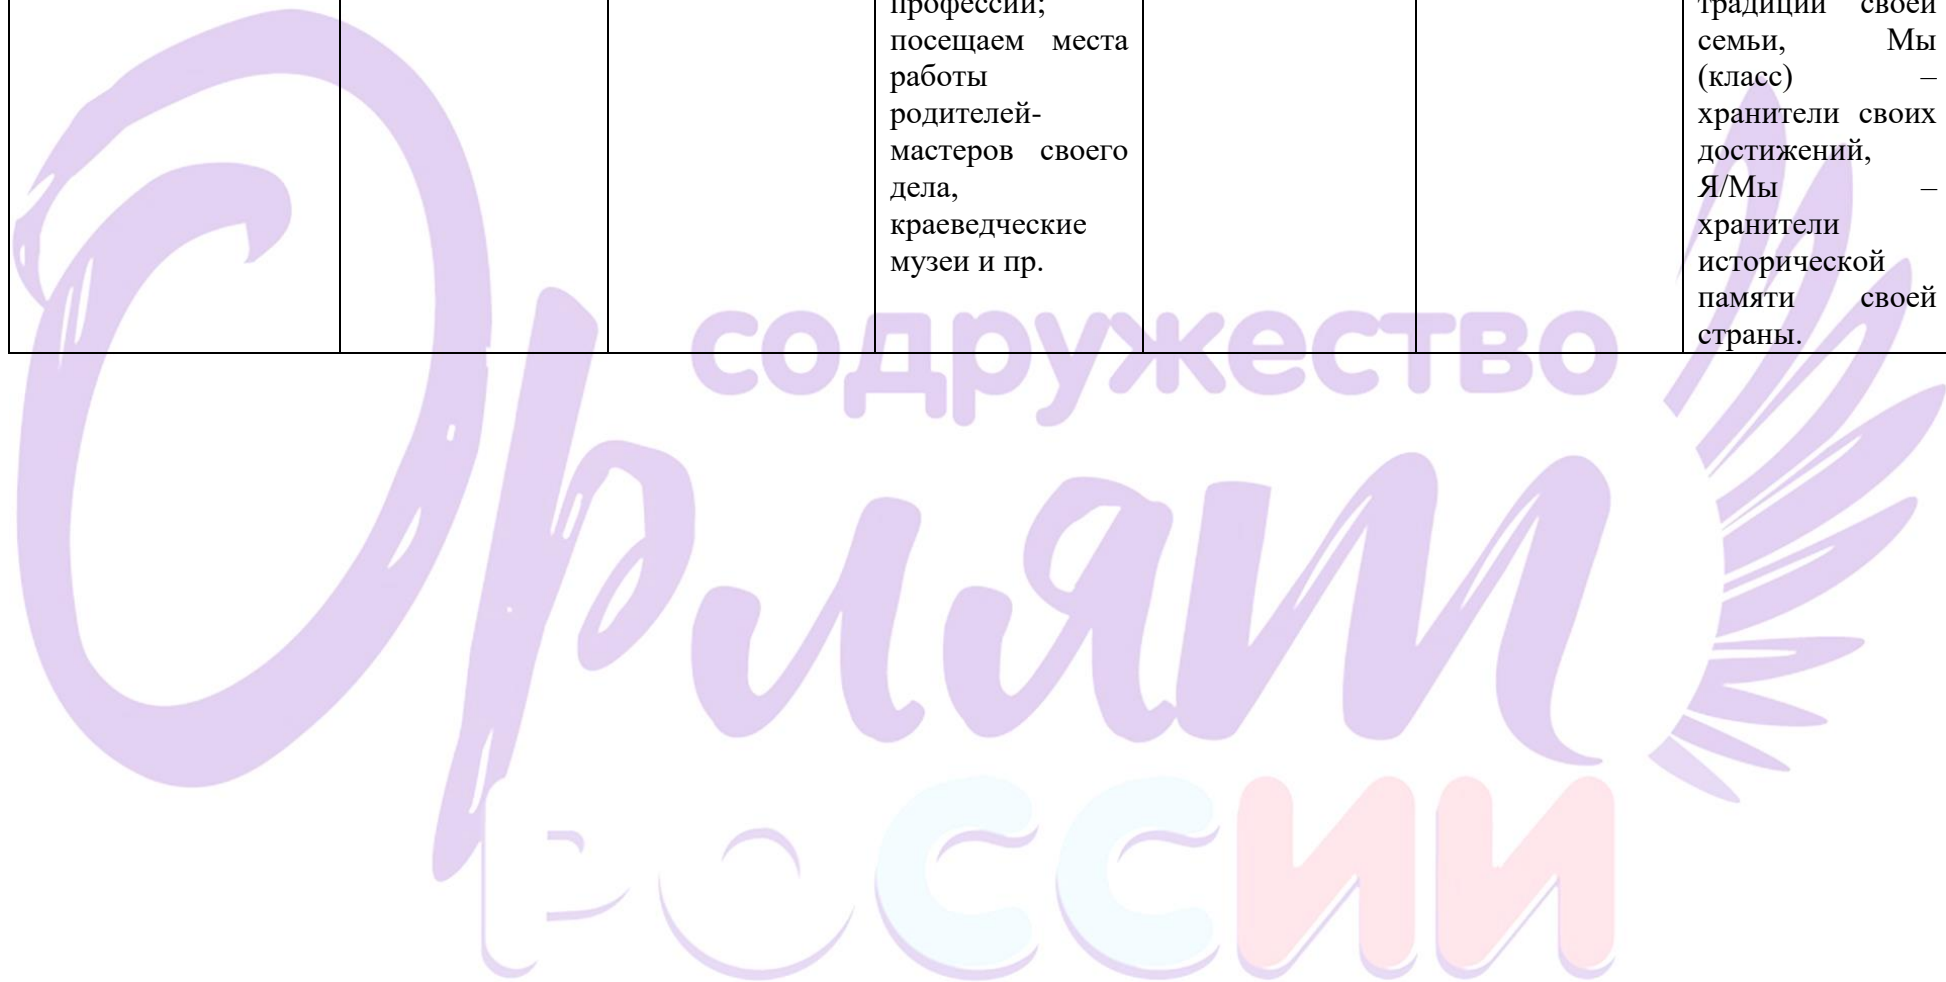 профессий;
посещаем места
работы
родителей-
мастеров своего
дела,
краеведческие
музеи и пр.
традиций своей
семьи, Мы
(класс) –
хранители своих
достижений,
Я/Мы –
хранители
исторической
памяти своей
страны.
содружество
Орлят
РОССИИ